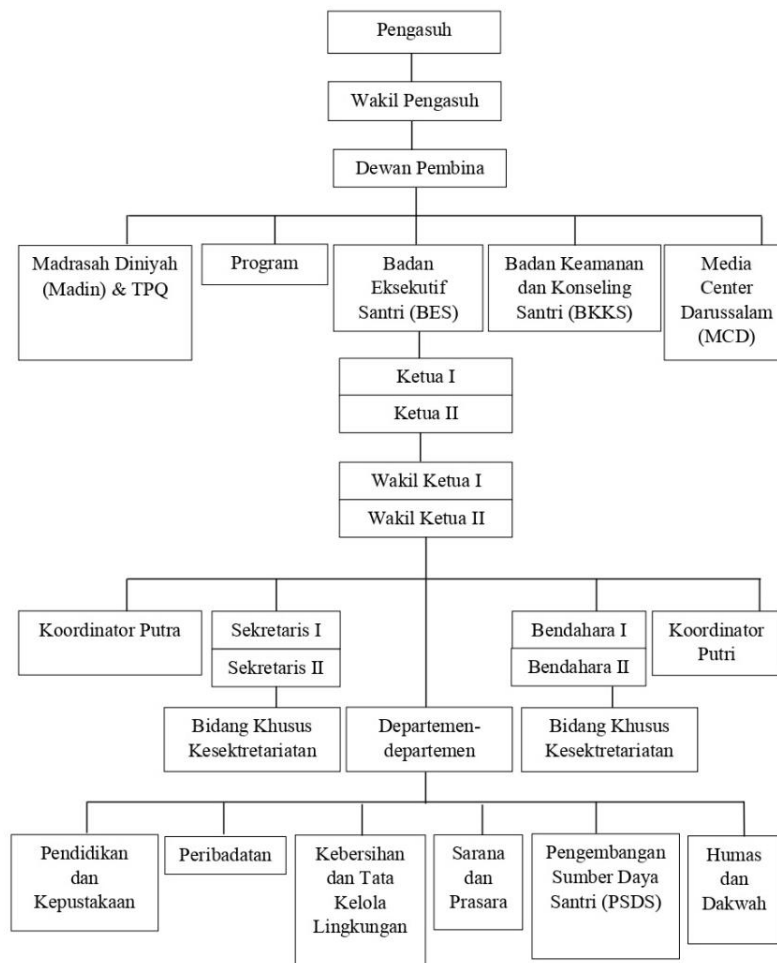 Pengasuh
Wakil Pengasuh
Dewan Pembina
Madrasah Diniyah
(Madin) & TPQ
Program
Badan
Eksekutif
Santri (BES)
Badan Keamanan
dan Konseling
Santri (BKKS)
Media
Center
Darussalam
(MCD)
Ketua I
Ketua II
Wakil Ketua I
Wakil Ketua II
Koordinator Putra
Sekretaris I
Sekretaris II
Bidang Khusus
Kesektretariatan
Departemen-
departemen
Bendahara I
Bendahara II
Bidang Khusus
Kesektretariatan
Koordinator
Putri
Pendidikan
dan
Kepustakaan
Peribadatan
Kebersihan
dan Tata
Kelola
Lingkungan
Sarana
dan
Prasara
Pengembangan
Sumber Daya
Santri (PSDS)
Humas
dan
Dakwah